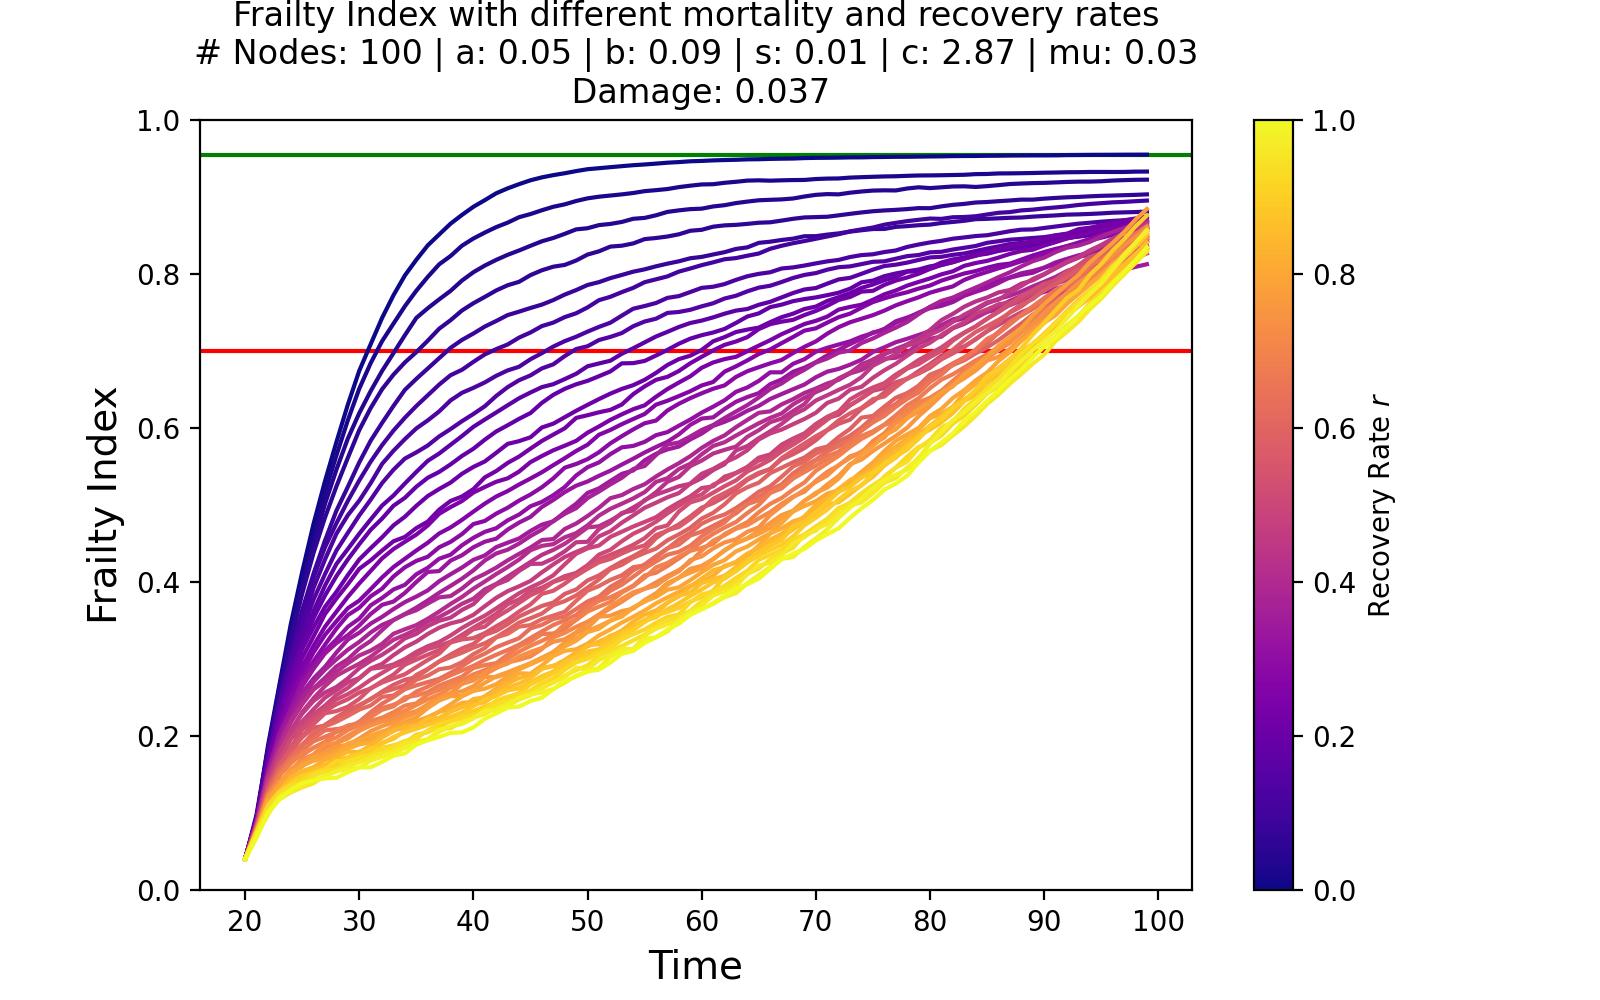 Frailty Index with different mortality and recovery rates
# Nodes: 100 | a: 0.05 | b: 0.09 | s: 0.01 | c: 2.87 | mu: 0.03
Damage: 0.037
1.0
0.8
0.6
0.4
0.2
0.0
Frailty Index
20 30 40 50 60 70 80 90 100
Time
1.0
0.8
0.6
0.4
0.2
0.0
Recovery Rate r